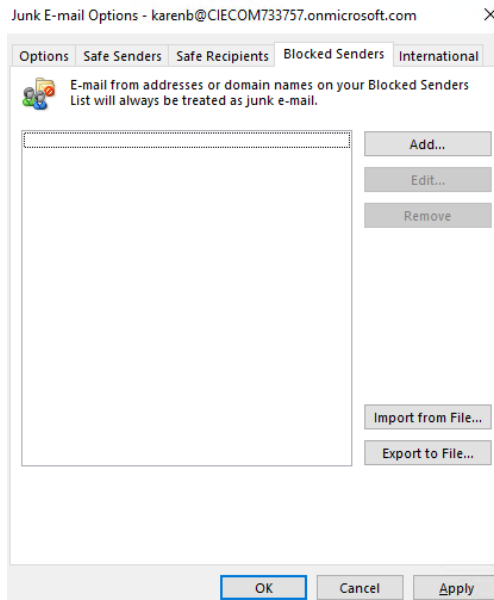 Junk E-mail Options - karenb@CIECOM733757.onmicrosoft.com
Options Safe Senders Safe Recipients Blocked Senders International
E-mail from addresses or domain names on your Blocked Senders
List will always be treated as junk e-mail.
Add...
Edit...
Remove
Import from File...
Export to File...
OK Cancel Apply